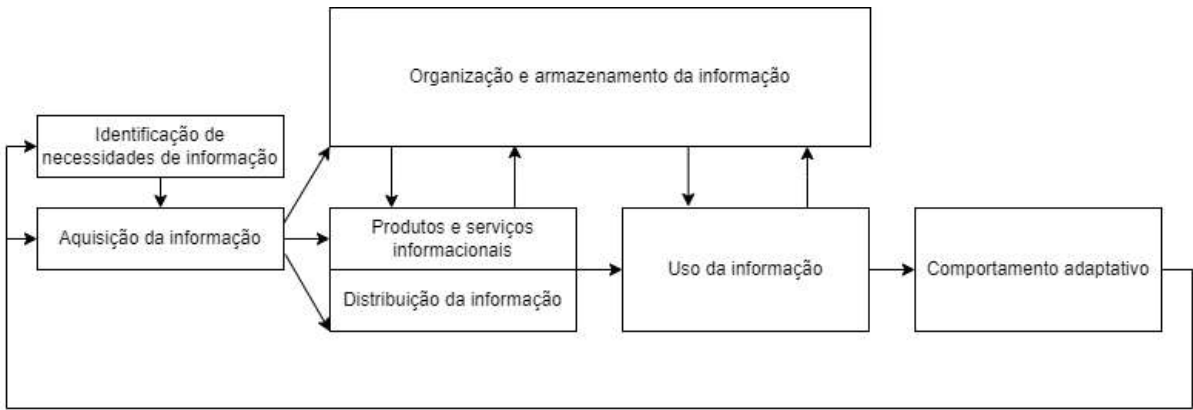 Organização e armazenamento da informação
Identificação de
necessidades de informação
Aquisição da informação
Produtos e serviços
informacionais
Distribuição da informação
Uso da informação
Comportamento adaptativo